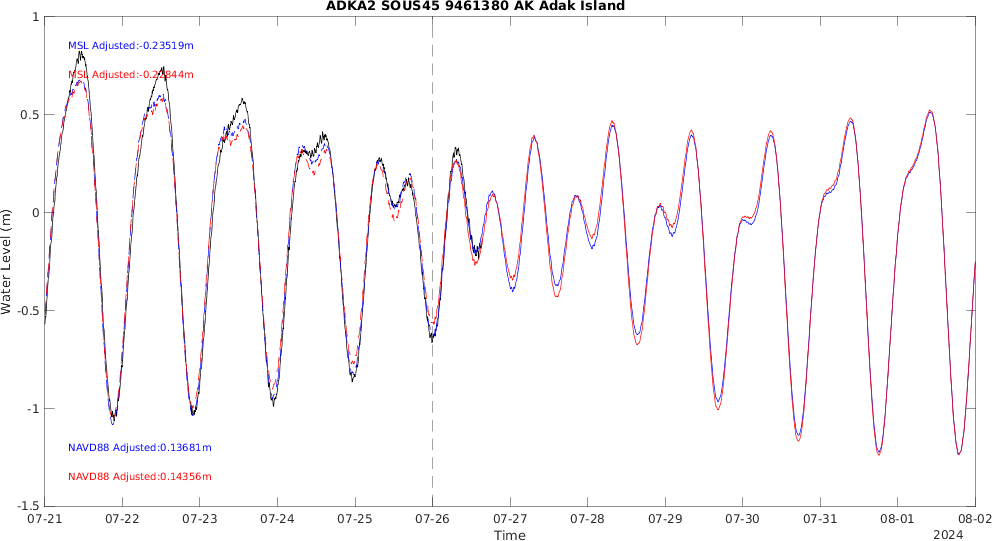 ADKA2 SOUS45 9461380 AK Adak Island
MSL Adjusted:-0.23519m
MSL
NAVD88 Adjusted:0.13681m
NAVD88 Adjusted:0.14356m
Water Level (m)
1
0.5
0
-0.5
-1
-1.5
07-21
07-22
07-23
07-24
07-25
07-26
07-27
07-28
07-29
07-30
07-31
08-01
08-02
Time
2024